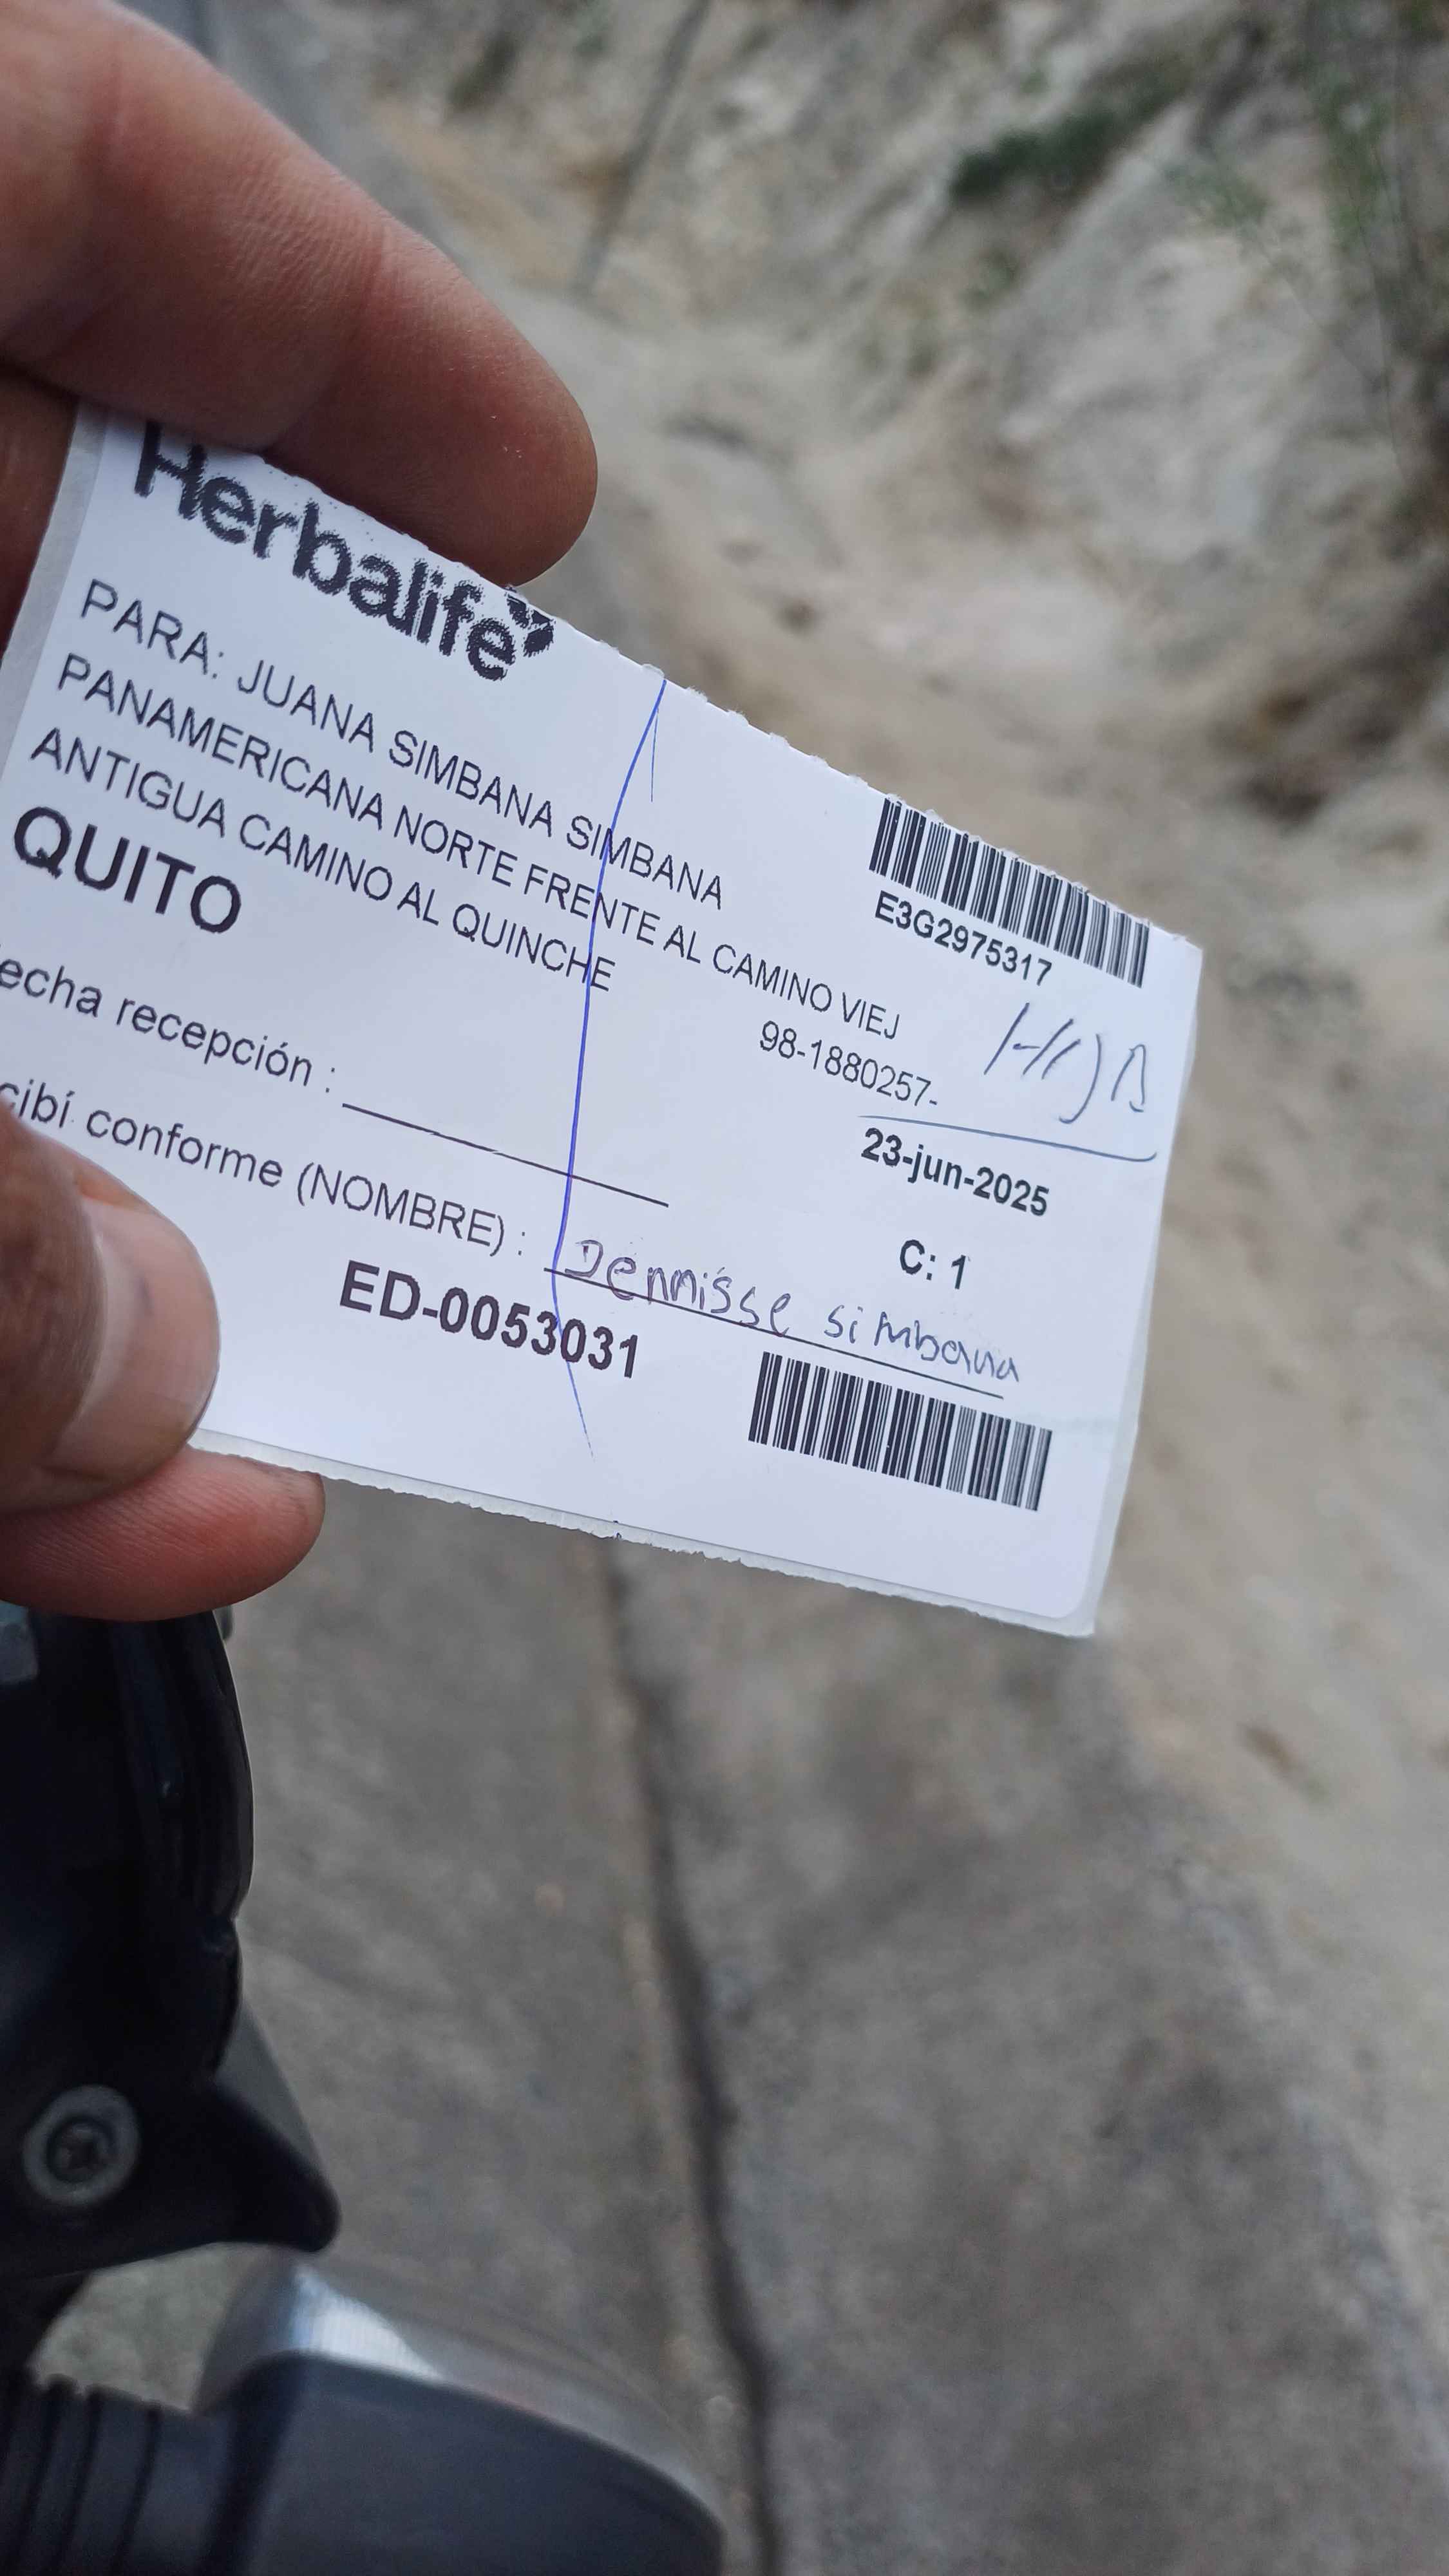 Herbalife
PARA: JUANA SIMBANA SIMBANA
PANAMERICANA NORTE FRENTE AL CAMINO VIEJ
ANTIGUA CAMINO AL QUINCHE
QUITO
E3G2975317
98-1880257-
HIJA
echa recepción :
23-jun-2025
cibí conforme (NOMBRE) : Dennisse simbana
C: 1
ED-0053031